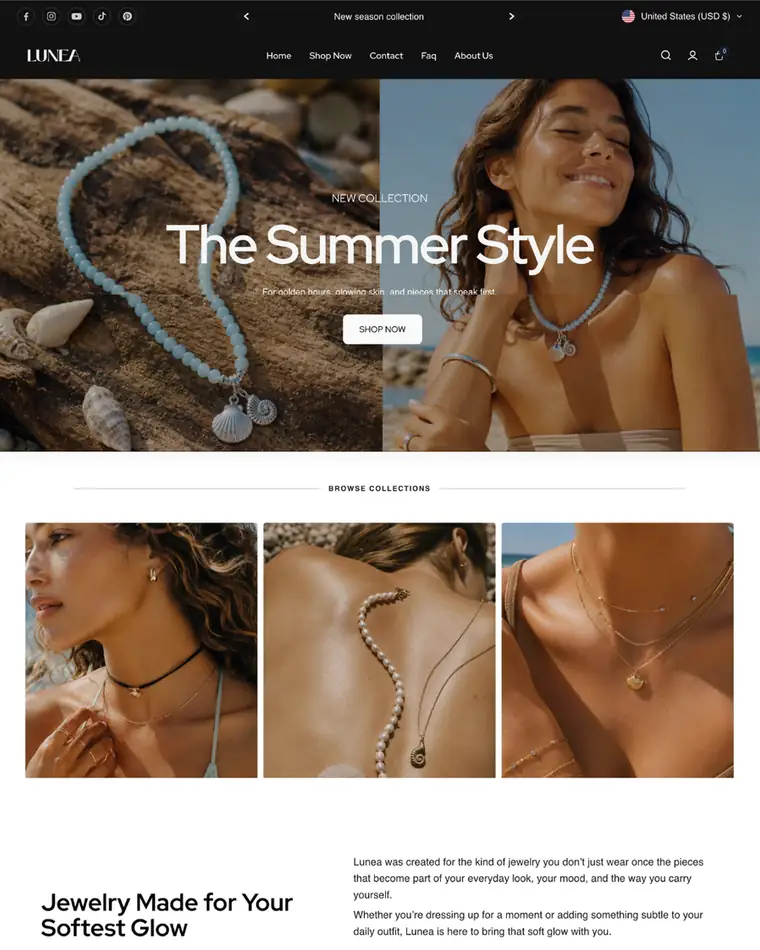 New season collection
United States (USD $)
LUNEA
Home
Shop Now
Contact
Faq
About Us
0
NEW COLLECTION
The Summer Style
For golden hours, glowing skin, and pieces that speak first.
SHOP NOW
BROWSE COLLECTIONS
Jewelry Made for Your
Softest Glow
Lunea was created for the kind of jewelry you don’t just wear once the pieces
that become part of your everyday look, your mood, and the way you carry
yourself.
Whether you’re dressing up for a moment or adding something subtle to your
daily outfit, Lunea is here to bring that soft glow with you.